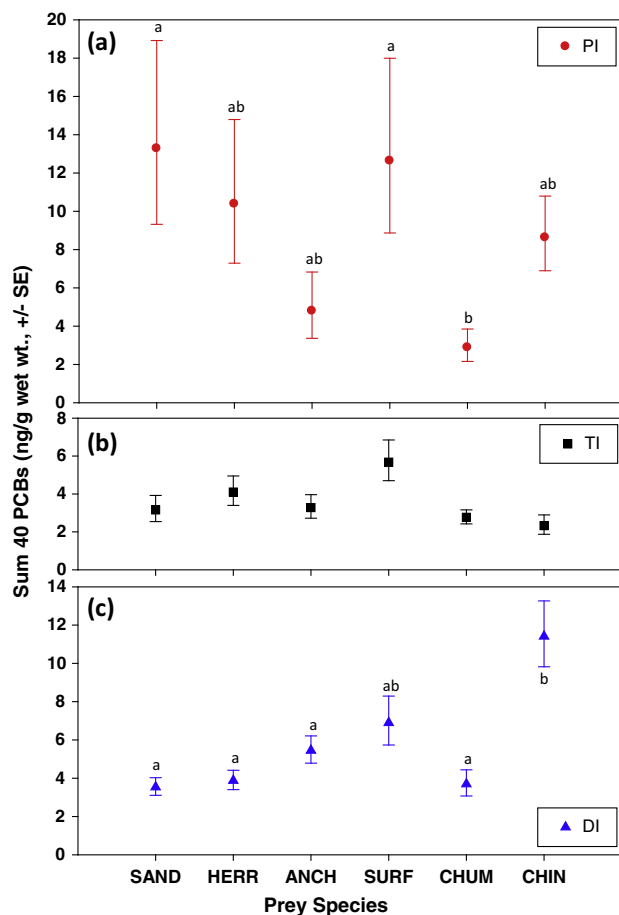 Sum 40 PCBs (ng/g wet wt., +/- SE)
(a)
PI
20
18
16
14
12
10
8
6
4
2
0
a
ab
ab
a
b
ab
(b)
TI
8
6
4
2
0
(c)
14
12
10
8
6
4
2
0
a
a
a
ab
a
b
DI
SAND HERR ANCH SURF CHUM CHIN
Prey Species